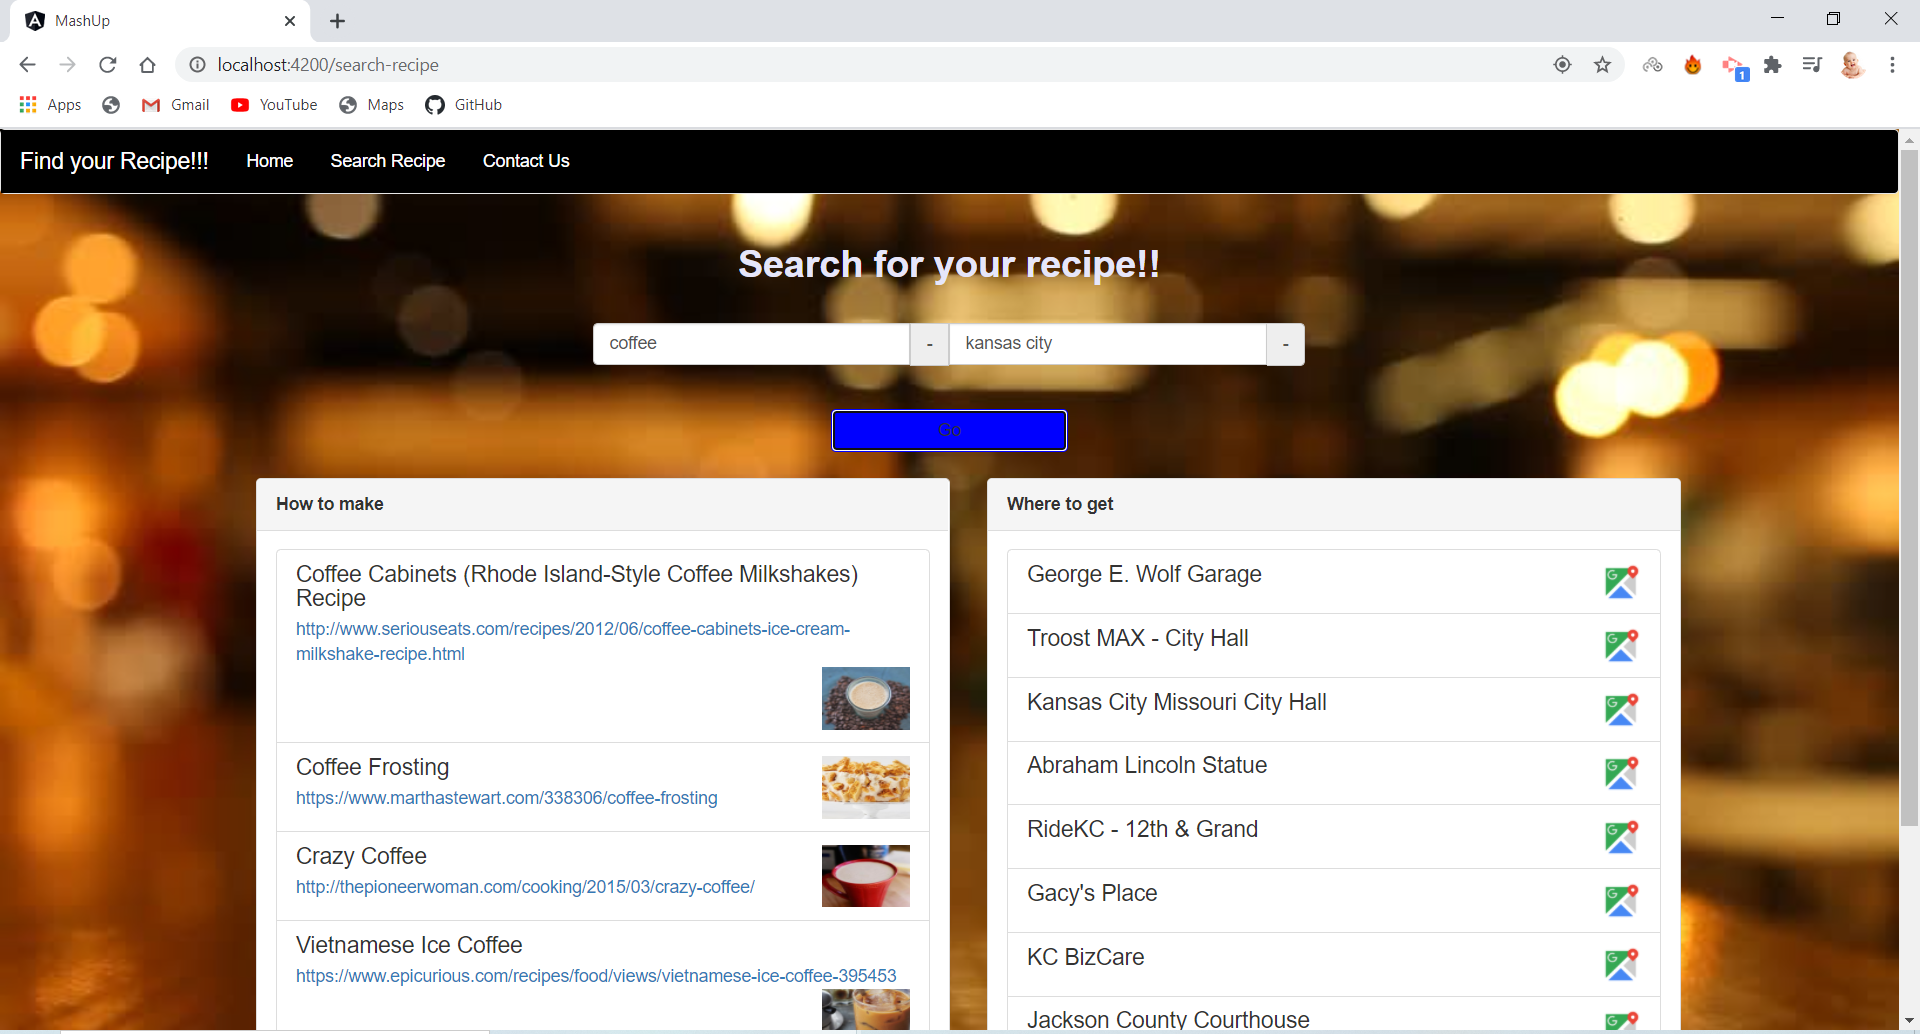 MashUp
localhost:4200/search-recipe
1
Apps
Gmail
YouTube
Maps
GitHub
Find your Recipe!!!
Home
Search Recipe
Contact Us
Search for your recipe!!
coffee - kansas city -
Go
How to make
Coffee Cabinets (Rhode Island-Style Coffee Milkshakes)
Recipe
http://www.seriouseats.com/recipes/2012/06/coffee-cabinets-ice-cream-
milkshake-recipe.html
Coffee Frosting
https://www.marthastewart.com/338306/coffee-frosting
Crazy Coffee
http://thepioneerwoman.com/cooking/2015/03/crazy-coffee/
Vietnamese Ice Coffee
https://www.epicurious.com/recipes/food/views/vietnamese-ice-coffee-395453
Where to get
George E. Wolf Garage
Troost MAX - City Hall
Kansas City Missouri City Hall
Abraham Lincoln Statue
RideKC - 12th & Grand
Gacy's Place
KC BizCare
Jackson County Courthouse